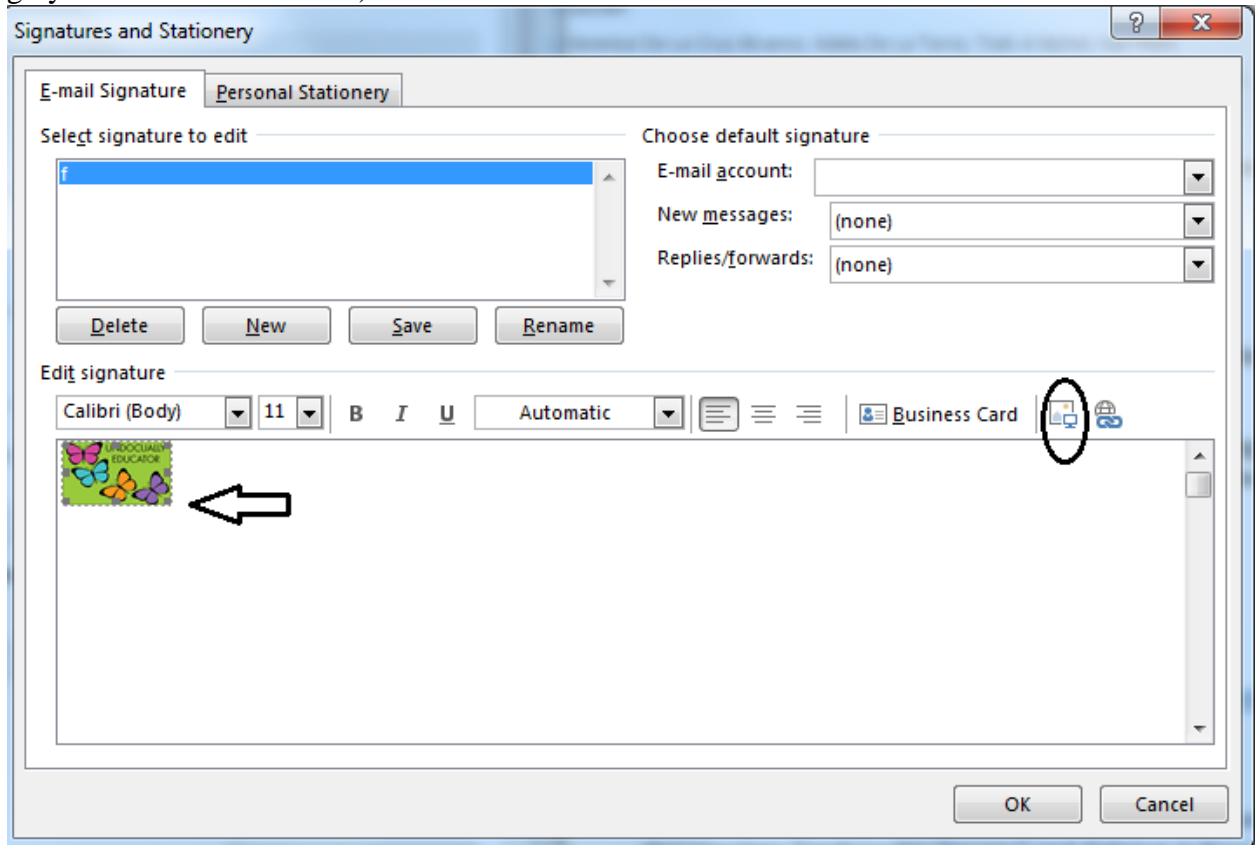 Signatures and Stationery
E-mail Signature Personal Stationery
Select signature to edit
Choose default signature
f
E-mail account:
New messages: (none)
Replies/forwards: (none)
Delete New Save Rename
Edit signature
Calibri (Body) 11 B I U Automatic Business Card
UNDOCUALLY
EDUCATOR
OK Cancel